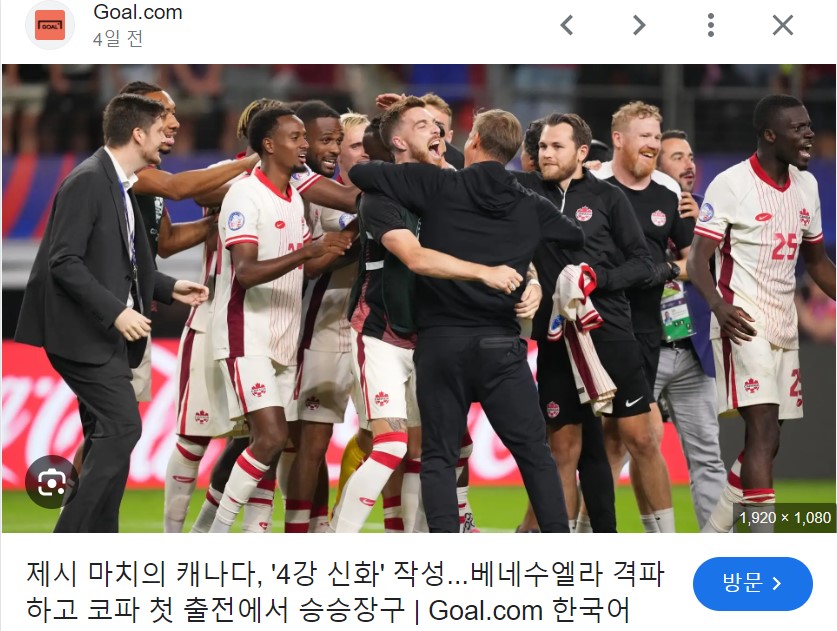 GOAL
Goal.com
4일 전
25
25
1,920 × 1,080
제시 마치의 캐나다, '4강 신화' 작성...베네수엘라 격파
하고 코파 첫 출전에서 승승장구 | Goal.com 한국어
방문